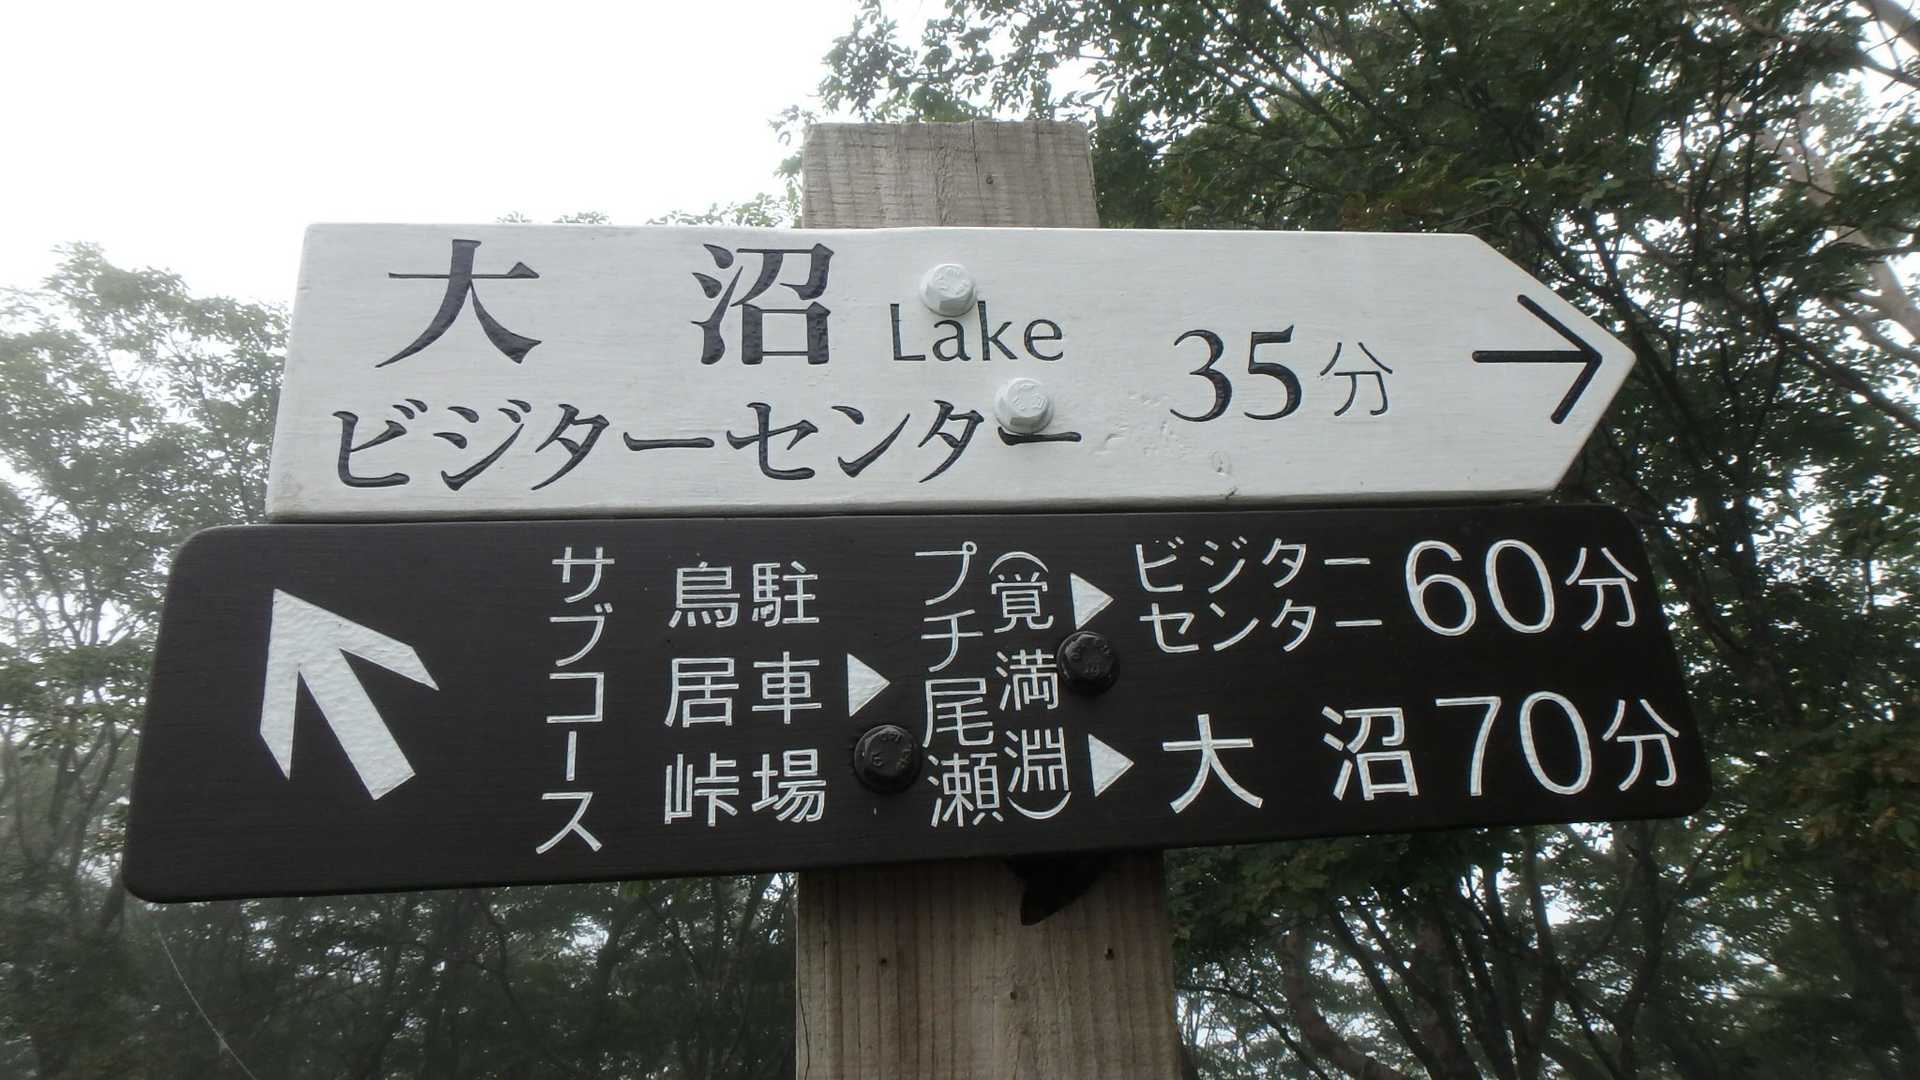 大沼 Lake
ビジターセンター
35分
サブコース
鳥居峠
駐車場
プチ尾瀬
(覚満淵)
ビジターセンター 60分
大沼 70分